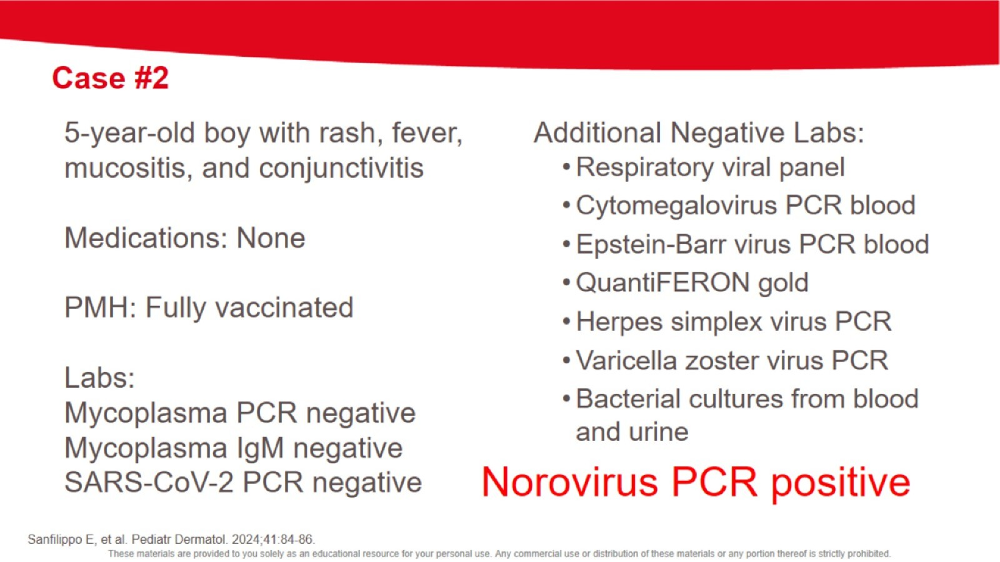 Case #2
5-year-old boy with rash, fever,
mucositis, and conjunctivitis
Medications: None
PMH: Fully vaccinated
Labs:
Mycoplasma PCR negative
Mycoplasma IgM negative
SARS-CoV-2 PCR negative
Additional Negative Labs:
• Respiratory viral panel
• Cytomegalovirus PCR blood
• Epstein-Barr virus PCR blood
• QuantiFERON gold
• Herpes simplex virus PCR
• Varicella zoster virus PCR
• Bacterial cultures from blood
and urine
Norovirus PCR positive
Sanfilippo E, et al. Pediatr Dermatol. 2024;41:84-86.
These materials are provided to you solely as an educational resource for your personal use. Any commercial use or distribution of these materials or any portion thereof is strictly prohibited.